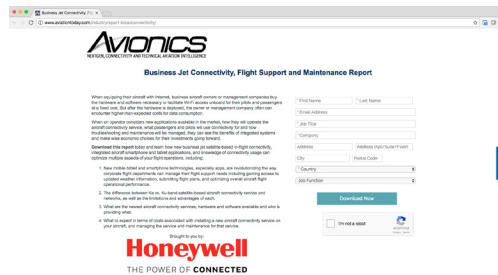 Business Jet Connectivity, Fli
www.aviationtoday.com/industryreport-bizavconnectivity/
AVIONICS
NEXTGEN, CONNECTIVITY AND TECHNICAL AVIATION INTELLIGENCE
Business Jet Connectivity, Flight Support and Maintenance Report
When equipping their aircraft with Internet, business aircraft owners or management companies buy
the hardware and software necessary to facilitate WiFi access onboard for their pilots and passengers
at a fixed cost. But after the hardware is deployed, the owner or management company often can
encounter higher-than-expected costs for data consumption.
When an operator considers new applications available in the market, how they will operate the
aircraft connectivity service, what passengers and pilots will use connectivity for and how
troubleshooting and maintenance will be managed, they can see the benefits of integrated systems
and make wise economic choices for their investments going forward.
Download this report today and learn how new business jet satellite-based in-flight connectivity,
integrated aircraft smartphone and tablet applications, and knowledge of connectivity usage can
optimize multiple aspects of your flight operations, including:
1. New mobile tablet and smartphone technologies, especially apps, are revolutionizing the way
corporate flight departments can manage their flight support needs including gaining access to
updated weather information, submitting flight plans, and optimizing overall aircraft flight
operational performance.
2. The difference between Ka vs. Ku-band satellite-based aircraft connectivity service and
networks, as well as the limitations and advantages of each.
3. What are the newest aircraft connectivity services, hardware and software available and who is
providing what.
4. What to expect in terms of costs associated with installing a new aircraft connectivity service on
your aircraft, and managing the service and maintenance for that service.
Brought to you by:
Honeywell
THE POWER OF CONNECTED
* First Name
* Last Name
* Email Address
* Job Title
* Company
Address
Address (Apt/Suite/Floor)
City
Postal Code
* Country
Job Function
Download Now
I'm not a robot
reCAPTCHA